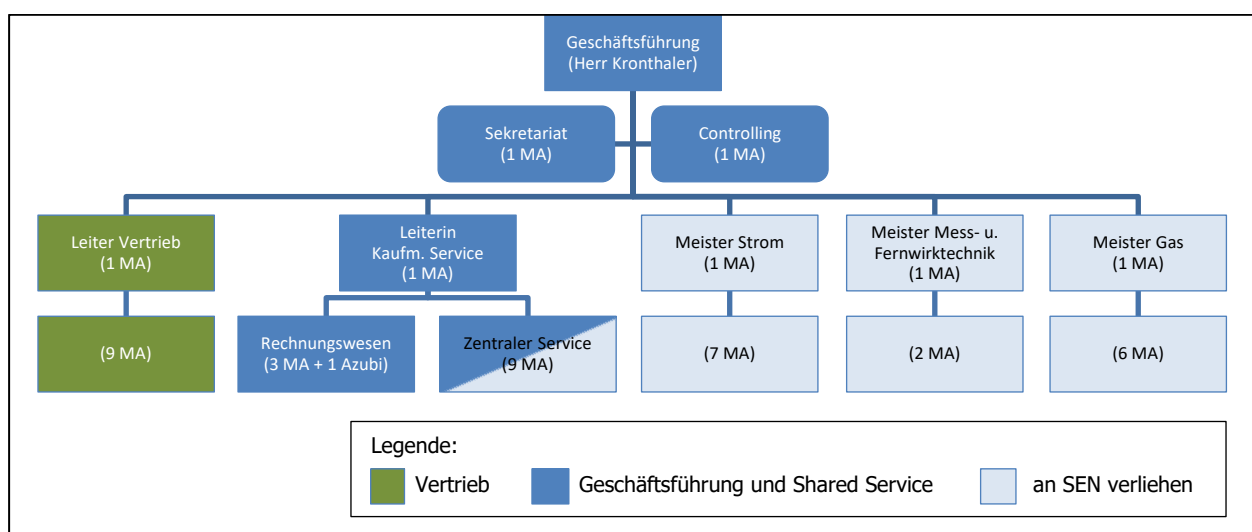 Geschäftsführung
(Herr Kronthaler)
Sekretariat
(1 MA)
Controlling
(1 MA)
Leiter Vertrieb
(1 MA)
Leiterin
Kaufm. Service
(1 MA)
Meister Strom
(1 MA)
Meister Mess- u.
Fernwirktechnik
(1 MA)
Meister Gas
(1 MA)
(9 MA)
Rechnungswesen
(3 MA + 1 Azubi)
Zentraler Service
(9 MA)
(7 MA)
(2 MA)
(6 MA)
Legende:
Vertrieb
Geschäftsführung und Shared Service
an SEN verliehen